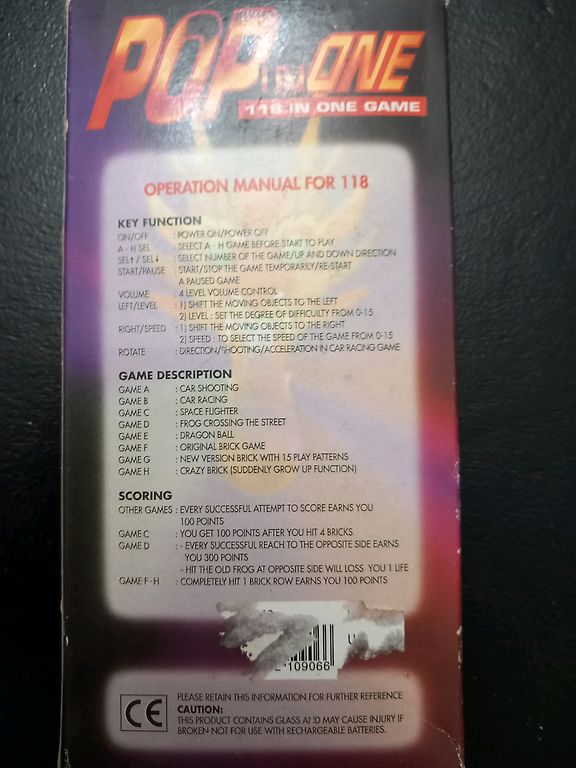 POP in ONE
118 IN ONE GAME
OPERATION MANUAL FOR 118
KEY FUNCTION
ON/OFF : POWER ON/POWER OFF
A - H SEL : SELECT A - H GAME BEFORE START TO PLAY
SEL↑ / SEL↓ : SELECT NUMBER OF THE GAME/UP AND DOWN DIRECTION
START/PAUSE : START/STOP THE GAME TEMPORARILY/RE-START
A PAUSED GAME
VOLUME : 4 LEVEL VOLUME CONTROL
LEFT/LEVEL : 1) SHIFT THE MOVING OBJECTS TO THE LEFT
2) LEVEL : SET THE DEGREE OF DIFFICUILTY FROM 0-15
RIGHT/SPEED : 1) SHIFT THE MOVING OBJECTS TO THE RIGHT
2) SPEED : TO SELECT THE SPEED OF THE GAME FROM 0-15
ROTATE : DIRECTION/SHOOTING/ACCELERATION IN CAR RACING GAME
GAME DESCRIPTION
GAME A : CAR SHOOTING
GAME B : CAR RACING
GAME C : SPACE FLIGHTER
GAME D : FROG CROSSING THE STREET
GAME E : DRAGON BALL
GAME F : ORIGINAL BRICK GAME
GAME G : NEW VERSION BRICK WITH 15 PLAY PATTERNS
GAME H : CRAZY BRICK (SUDDENLY GROW UP FUNCTION)
SCORING
OTHER GAMES : EVERY SUCCESSFUL ATTEMPT TO SCORE EARNS YOU
100 POINTS
GAME C : YOU GET 100 POINTS AFTER YOU HIT 4 BRICKS
GAME D : - EVERY SUCCESSFUL REACH TO THE OPPOSITE SIDE EARNS
YOU 300 POINTS
- HIT THE OLD FROG AT OPPOSITE SIDE WILL LOSS YOU 1 LIFE
GAME F - H : COMPLETELY HIT 1 BRICK ROW EARNS YOU 100 POINTS
U
109066
CE
PLEASE RETAIN THIS INFORMATION FOR FURTHER REFERENCE
CAUTION:
THIS PRODUCT CONTAINS GLASS AND MAY CAUSE INJURY IF
BROKEN NOT FOR USE WITH RECHARGEABLE BATTERIES.